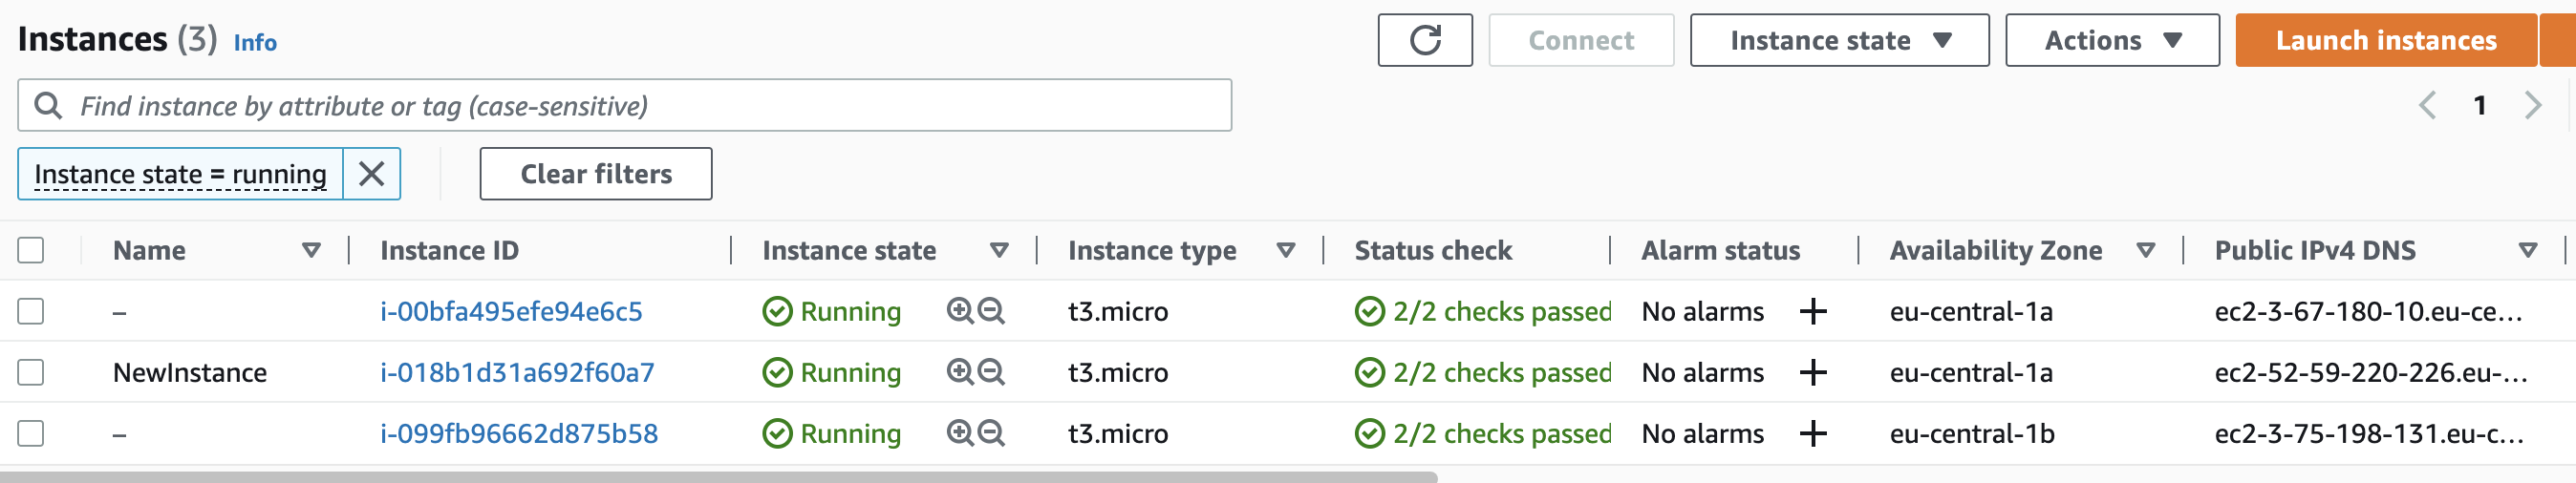 Instances (3) Info Connect Instance state Actions Launch instances
Find instance by attribute or tag (case-sensitive) 1
Instance state = running Clear filters
Name Instance ID Instance state Instance type Status check Alarm status Availability Zone Public IPv4 DNS
– i-00bfa495efe94e6c5 Running t3.micro 2/2 checks passed No alarms + eu-central-1a ec2-3-67-180-10.eu-ce...
NewInstance i-018b1d31a692f60a7 Running t3.micro 2/2 checks passed No alarms + eu-central-1a ec2-52-59-220-226.eu-...
– i-099fb96662d875b58 Running t3.micro 2/2 checks passed No alarms + eu-central-1b ec2-3-75-198-131.eu-c...